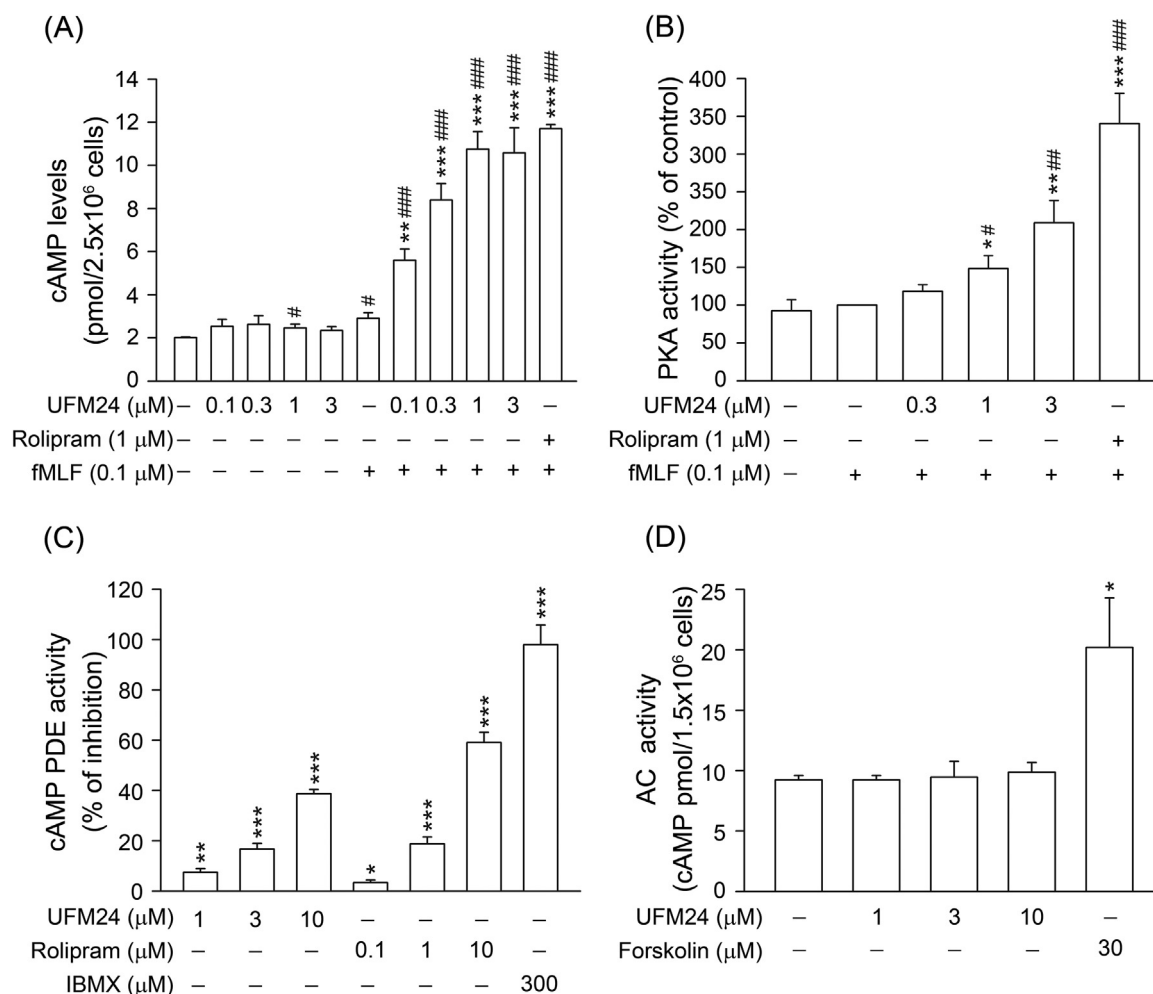 (A)
cAMP levels
(pmol/2.5x10⁶ cells)
14
12
10
8
6
4
2
0
#
#
**###
***###
***###
***###
***###
UFM24 (μM) – 0.1 0.3 1 3 – 0.1 0.3 1 3 –
Rolipram (1 μM) – – – – – – – – – – +
fMLF (0.1 μM) – – – – – + + + + + +
(B)
PKA activity (% of control)
400
350
300
250
200
150
100
50
0
*#
**##
***###
UFM24 (μM) – – 0.3 1 3 –
Rolipram (1 μM) – – – – – +
fMLF (0.1 μM) – + + + + +
(C)
cAMP PDE activity
(% of inhibition)
120
100
80
60
40
20
0
**
***
***
*
***
***
***
UFM24 (μM) 1 3 10 – – – –
Rolipram (μM) – – – 0.1 1 10 –
IBMX (μM) – – – – – – 300
(D)
AC activity
(cAMP pmol/1.5x10⁶ cells)
25
20
15
10
5
0
*
UFM24 (μM) – 1 3 10 –
Forskolin (μM) – – – – 30